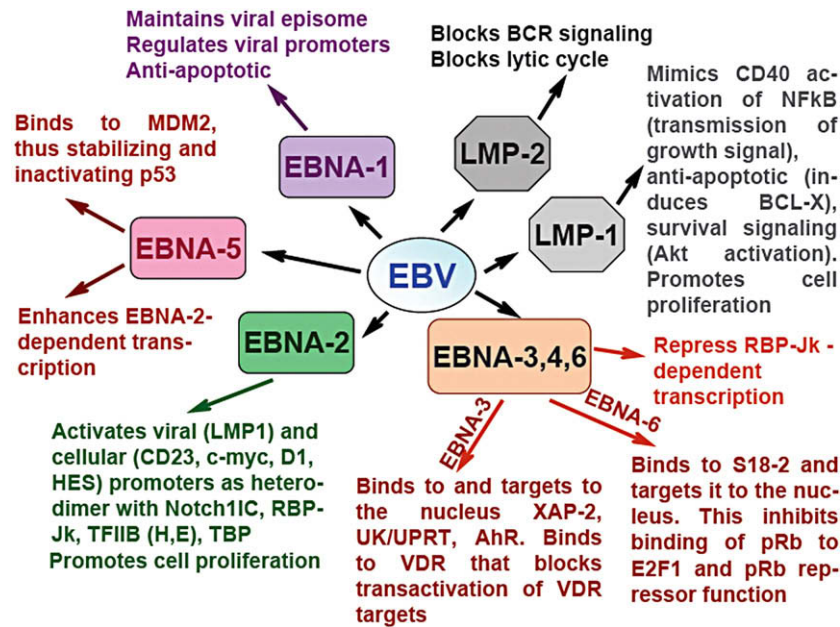 Maintains viral episome
Regulates viral promoters
Anti-apoptotic
Blocks BCR signaling
Blocks lytic cycle
Mimics CD40 ac-
tivation of NFkB
(transmission of
growth signal),
anti-apoptotic (in-
duces BCL-X),
survival signaling
(Akt activation).
Promotes cell
proliferation
Binds to MDM2,
thus stabilizing and
inactivating p53
EBNA-1
LMP-2
LMP-1
EBNA-5
EBV
Enhances EBNA-2-
dependent trans-
cription
EBNA-2
EBNA-3,4,6
Repress RBP-Jk -
dependent
transcription
EBNA-3
EBNA-6
Activates viral (LMP1) and
cellular (CD23, c-myc, D1,
HES) promoters as hetero-
dimer with Notch1IC, RBP-
Jk, TFIIB (H,E), TBP
Promotes cell proliferation
Binds to and targets to
the nucleus XAP-2,
UK/UPRT, AhR. Binds
to VDR that blocks
transactivation of VDR
targets
Binds to S18-2 and
targets it to the nuc-
leus. This inhibits
binding of pRb to
E2F1 and pRb rep-
ressor function